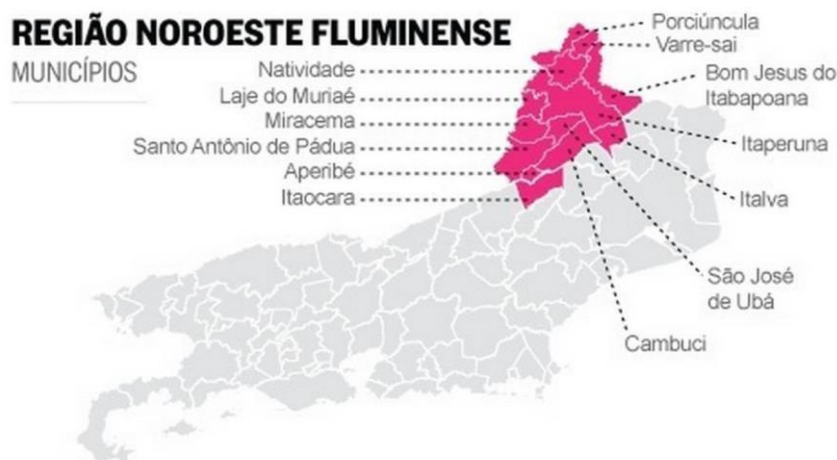 REGIÃO NOROESTE FLUMINENSE
MUNICÍPIOS
Natividade
Laje do Muriaé
Miracema
Santo Antônio de Pádua
Aperibé
Itaocara
Porciúncula
Varre-sai
Bom Jesus do
Itabapoana
Itaperuna
Italva
São José
de Ubá
Cambuci